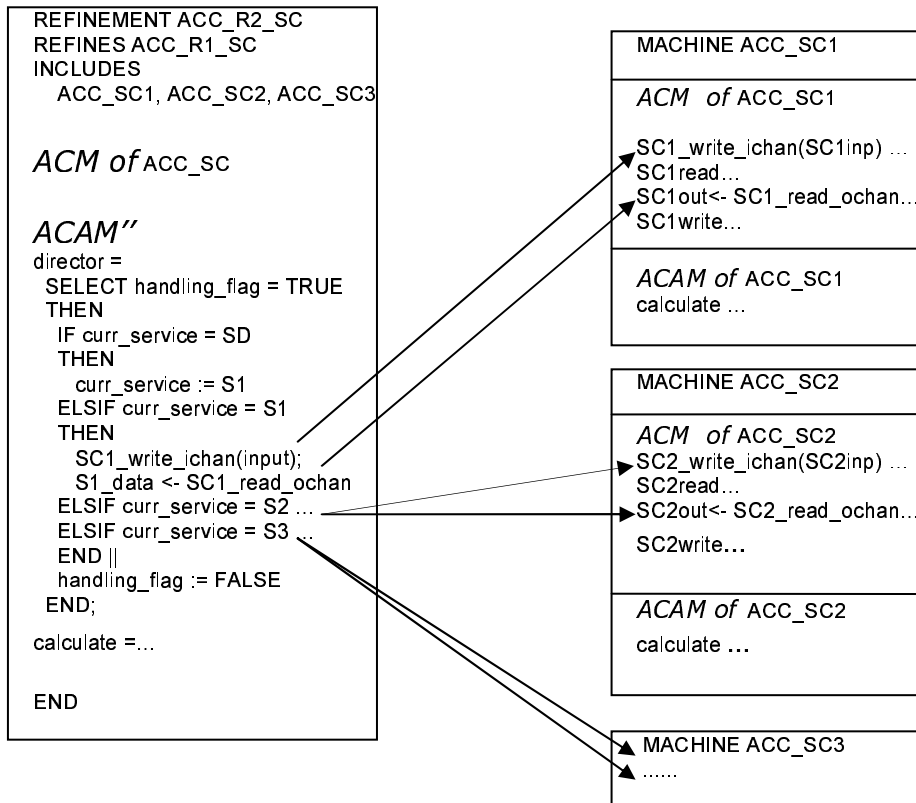 REFINEMENT ACC_R2_SC
REFINES ACC_R1_SC
INCLUDES
ACC_SC1, ACC_SC2, ACC_SC3
ACM of ACC_SC
ACAM’’
director =
SELECT handling_flag = TRUE
THEN
IF curr_service = SD
THEN
curr_service := S1
ELSIF curr_service = S1
THEN
SC1_write_ichan(input);
S1_data <- SC1_read_ochan
ELSIF curr_service = S2 ...
ELSIF curr_service = S3 ..
END ||
handling_flag := FALSE
END;
calculate =...
END
MACHINE ACC_SC1
ACM of ACC_SC1
SC1_write_ichan(SC1inp) ...
SC1read...
SC1out<- SC1_read_ochan...
SC1write...
ACAM of ACC_SC1
calculate ...
MACHINE ACC_SC2
ACM of ACC_SC2
SC2_write_ichan(SC2inp) ...
SC2read...
SC2out<- SC2_read_ochan...
SC2write...
ACAM of ACC_SC2
calculate ...
MACHINE ACC_SC3
......